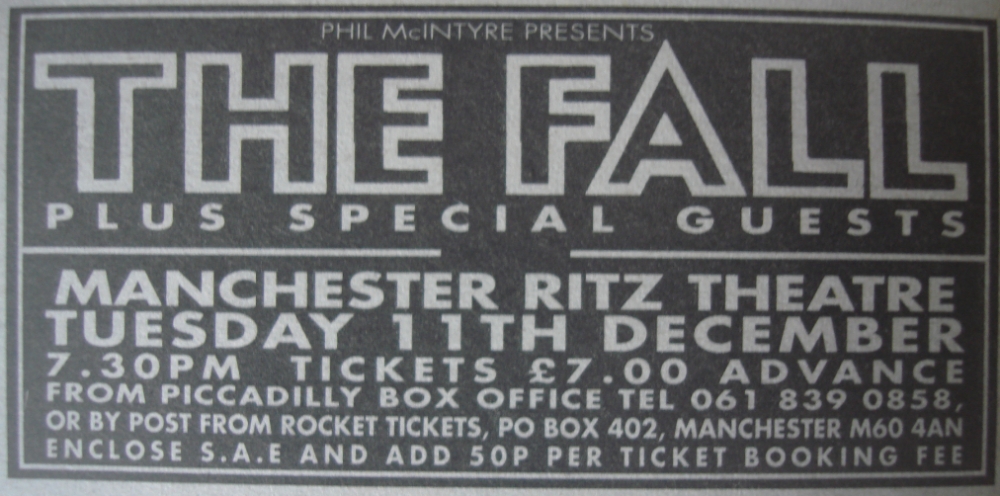 PHIL McINTYRE PRESENTS
THE FALL
PLUS SPECIAL GUESTS
MANCHESTER RITZ THEATRE
TUESDAY 11TH DECEMBER
7.30PM TICKETS £7.00 ADVANCE
FROM PICCADILLY BOX OFFICE TEL 061 839 0858,
OR BY POST FROM ROCKET TICKETS, PO BOX 402, MANCHESTER M60 4AN
ENCLOSE S.A.E AND ADD 50P PER TICKET BOOKING FEE